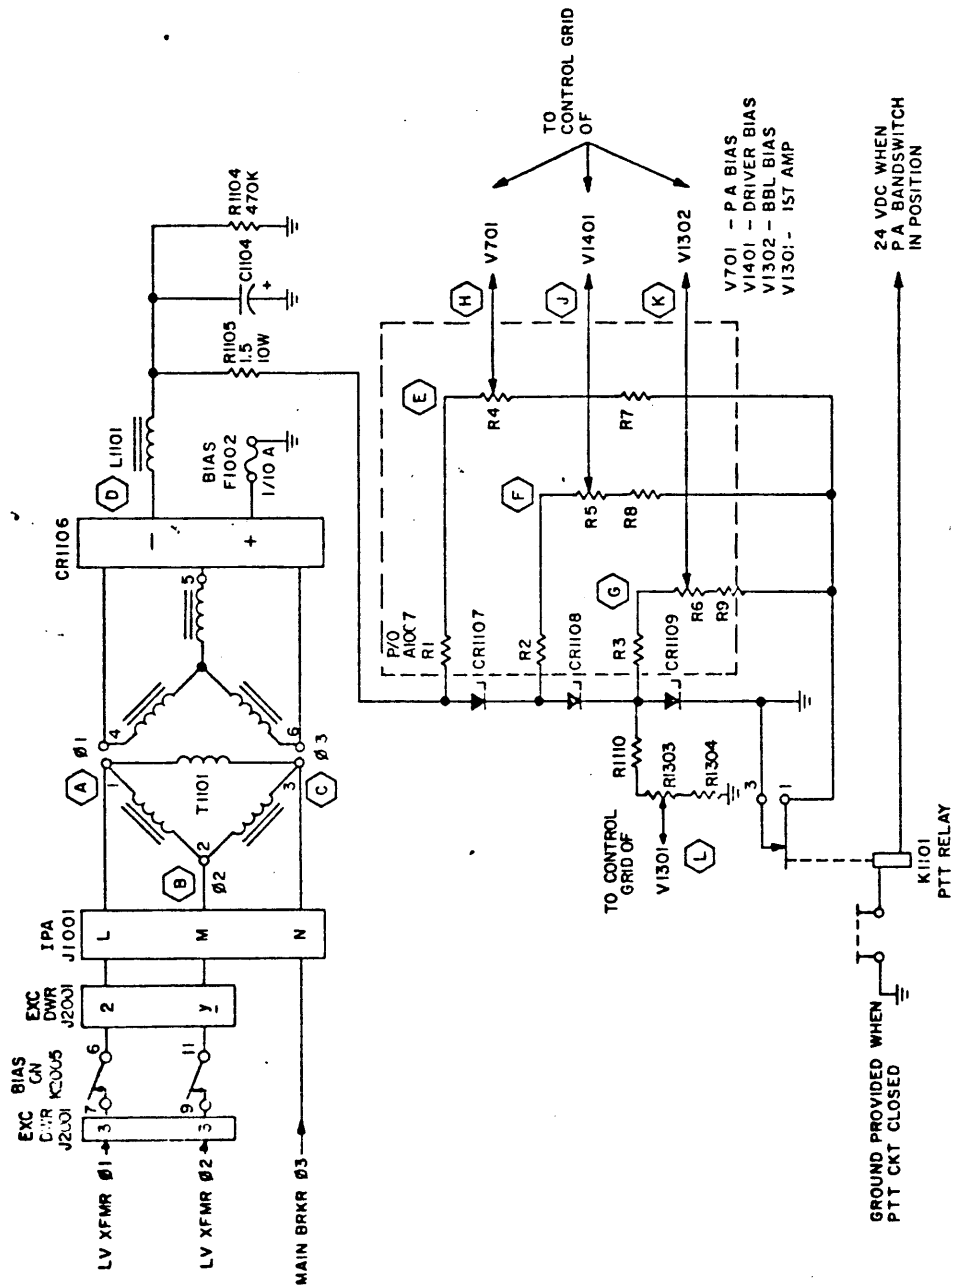 LV XFMR Ø1
LV XFMR Ø2
MAIN BRKR Ø3
EXC
DWR
J2001
3
3
BIAS
ON
K2005
7
6
9
11
EXC
DWR
J2001
2
y
IPA
J1001
L
M
N
A
B
C
1
2
3
Ø1
Ø2
Ø3
T1101
4
5
6
CR1106
−
+
D
L1101
BIAS
F1002
1/10 A
R1105
1.5
10W
C1104
+
R1104
470K
P/O
A1007
R1
CR1107
R2
CR1108
R3
CR1109
E
F
G
R4
R5
R6
R7
R8
R9
H
J
K
V701
V1401
V1302
TO
CONTROL GRID
OF
V701 - PA BIAS
V1401 - DRIVER BIAS
V1302 - BBL BIAS
V1301 - 1ST AMP
R1110
R1303
R1304
TO CONTROL
GRID OF
V1301
L
3
1
K1101
PTT RELAY
24 VDC WHEN
PA BANDSWITCH
IN POSITION
GROUND PROVIDED WHEN
PTT CKT CLOSED